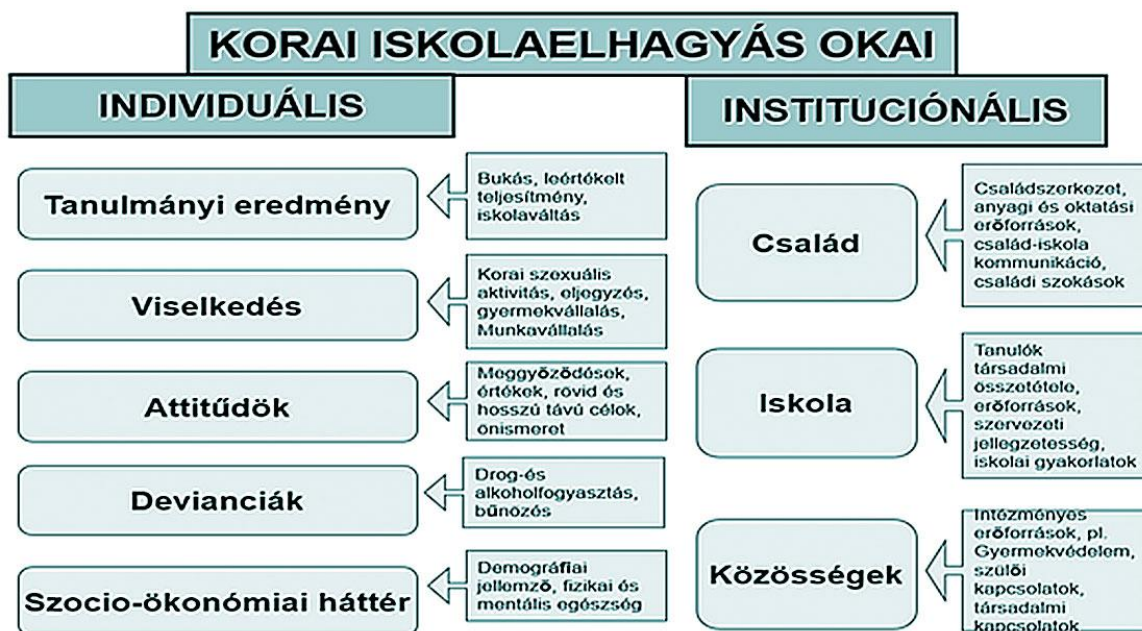 KORAI ISKOLAELHAGYÁS OKAI
INDIVIDUÁLIS
Tanulmányi eredmény
Bukás, leértékelt
teljesítmény,
iskolaváltás
Viselkedés
Korai szexuális
aktivitás, eljegyzés,
gyermekvállalás,
Munkavállalás
Attitűdök
Meggyőződések,
értékek, rövid és
hosszú távú célok,
önismeret
Devianciák
Drog-és
alkoholfogyasztás,
bűnözés
Szocio-ökonómiai háttér
Demográfiai
jellemző, fizikai és
mentális egészség
INSTITUCIÓNÁLIS
Család
Családszerkezet,
anyagi és oktatási
erőforrások,
család-iskola
kommunikáció,
családi szokások
Iskola
Tanulók
társadalmi
összetétele,
erőforrások,
szervezeti
jellegzetesség,
iskolai gyakorlatok
Közösségek
Intézményes
erőforrások, pl.
Gyermekvédelem,
szülői
kapcsolatok,
társadalmi
kapcsolatok